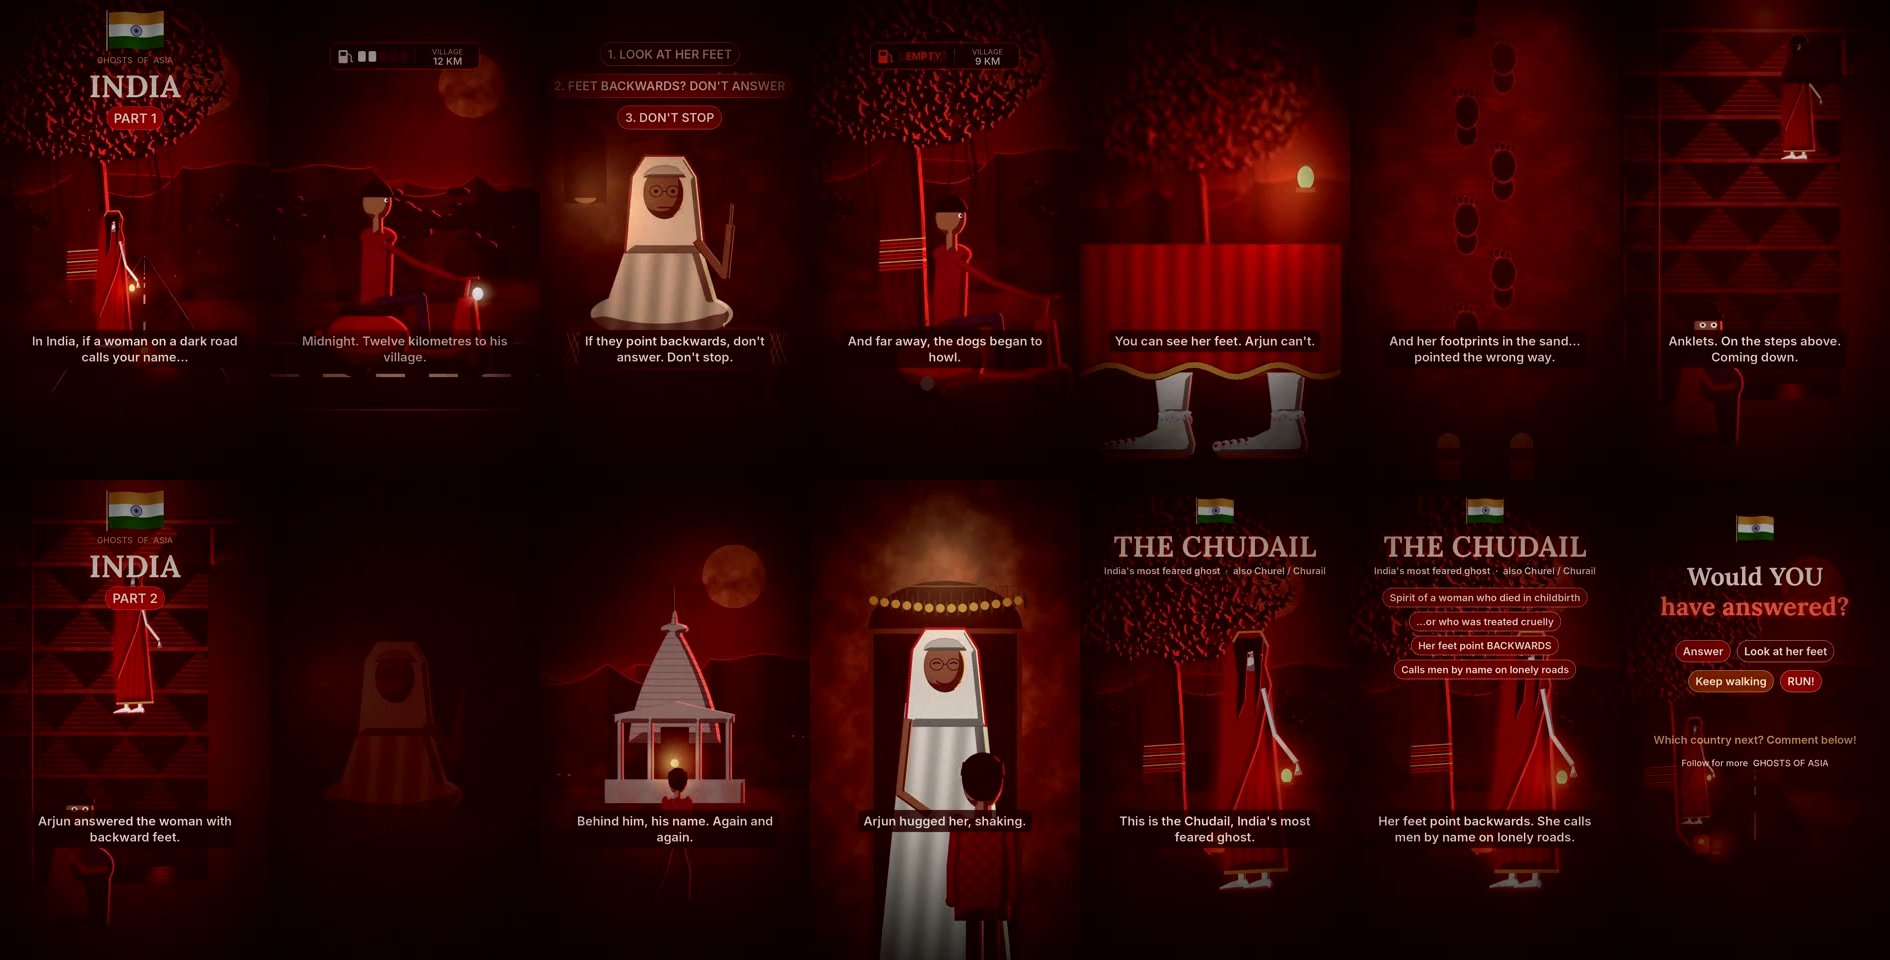 GHOSTS OF ASIA
INDIA
PART 1
In India, if a woman on a dark road
calls your name...
VILLAGE
12 KM
Midnight. Twelve kilometres to his
village.
1. LOOK AT HER FEET
2. FEET BACKWARDS? DON'T ANSWER
3. DON'T STOP
If they point backwards, don't
answer. Don't stop.
EMPTY
VILLAGE
9 KM
And far away, the dogs began to
howl.
You can see her feet. Arjun can't.
And her footprints in the sand...
pointed the wrong way.
Anklets. On the steps above.
Coming down.
GHOSTS OF ASIA
INDIA
PART 2
Arjun answered the woman with
backward feet.
Behind him, his name. Again and
again.
Arjun hugged her, shaking.
THE CHUDAIL
India's most feared ghost · also Churel / Churail
This is the Chudail, India's most
feared ghost.
THE CHUDAIL
India's most feared ghost · also Churel / Churail
Spirit of a woman who died in childbirth
...or who was treated cruelly
Her feet point BACKWARDS
Calls men by name on lonely roads
Her feet point backwards. She calls
men by name on lonely roads.
Would YOU
have answered?
Answer
Look at her feet
Keep walking
RUN!
Which country next? Comment below!
Follow for more GHOSTS OF ASIA